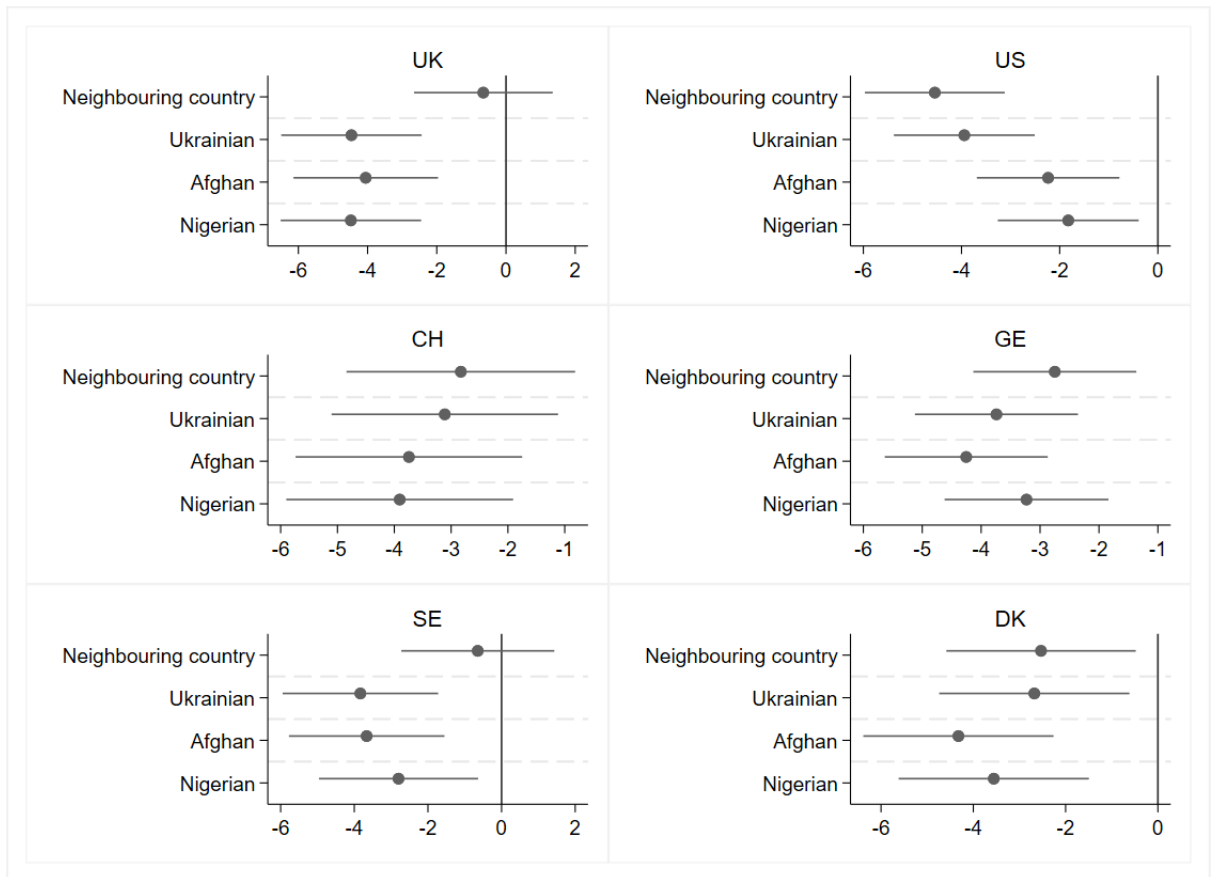 UK
Neighbouring country
Ukrainian
Afghan
Nigerian
-6 -4 -2 0 2
US
Neighbouring country
Ukrainian
Afghan
Nigerian
-6 -4 -2 0
CH
Neighbouring country
Ukrainian
Afghan
Nigerian
-6 -5 -4 -3 -2 -1
GE
Neighbouring country
Ukrainian
Afghan
Nigerian
-6 -5 -4 -3 -2 -1
SE
Neighbouring country
Ukrainian
Afghan
Nigerian
-6 -4 -2 0 2
DK
Neighbouring country
Ukrainian
Afghan
Nigerian
-6 -4 -2 0